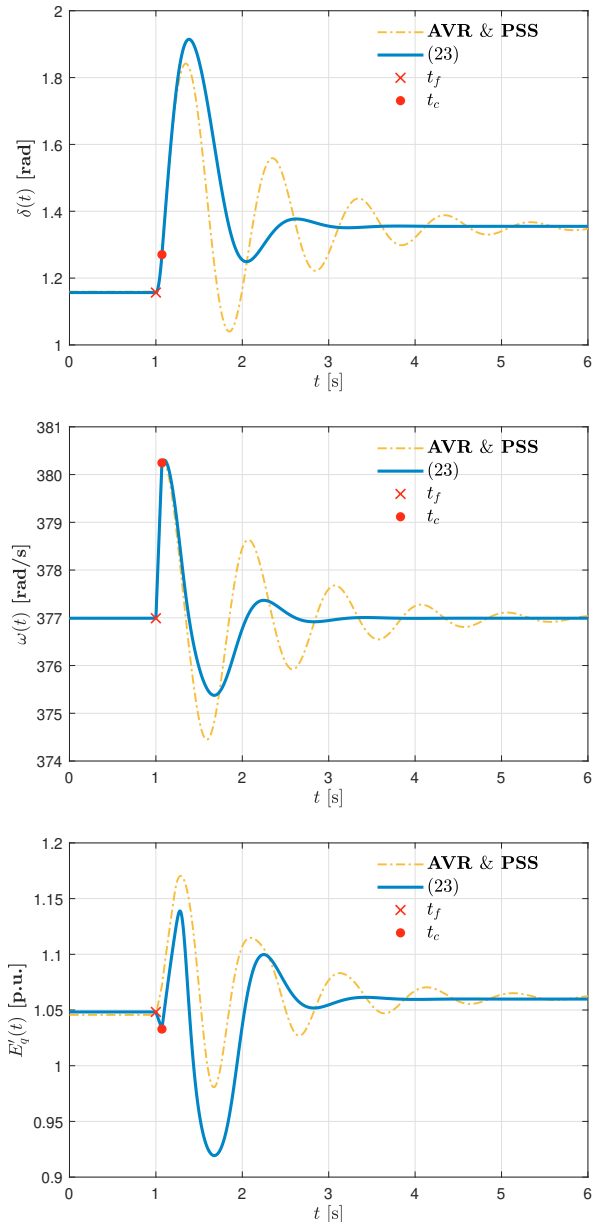 2
1.8
1.6
1.4
1.2
1
δ(t) [rad]
AVR & PSS
(23)
t_f
t_c
0 1 2 3 4 5 6
t [s]
381
380
379
378
377
376
375
374
ω(t) [rad/s]
AVR & PSS
(23)
t_f
t_c
0 1 2 3 4 5 6
t [s]
1.2
1.15
1.1
1.05
1
0.95
0.9
E'_q(t) [p.u.]
AVR & PSS
(23)
t_f
t_c
0 1 2 3 4 5 6
t [s]